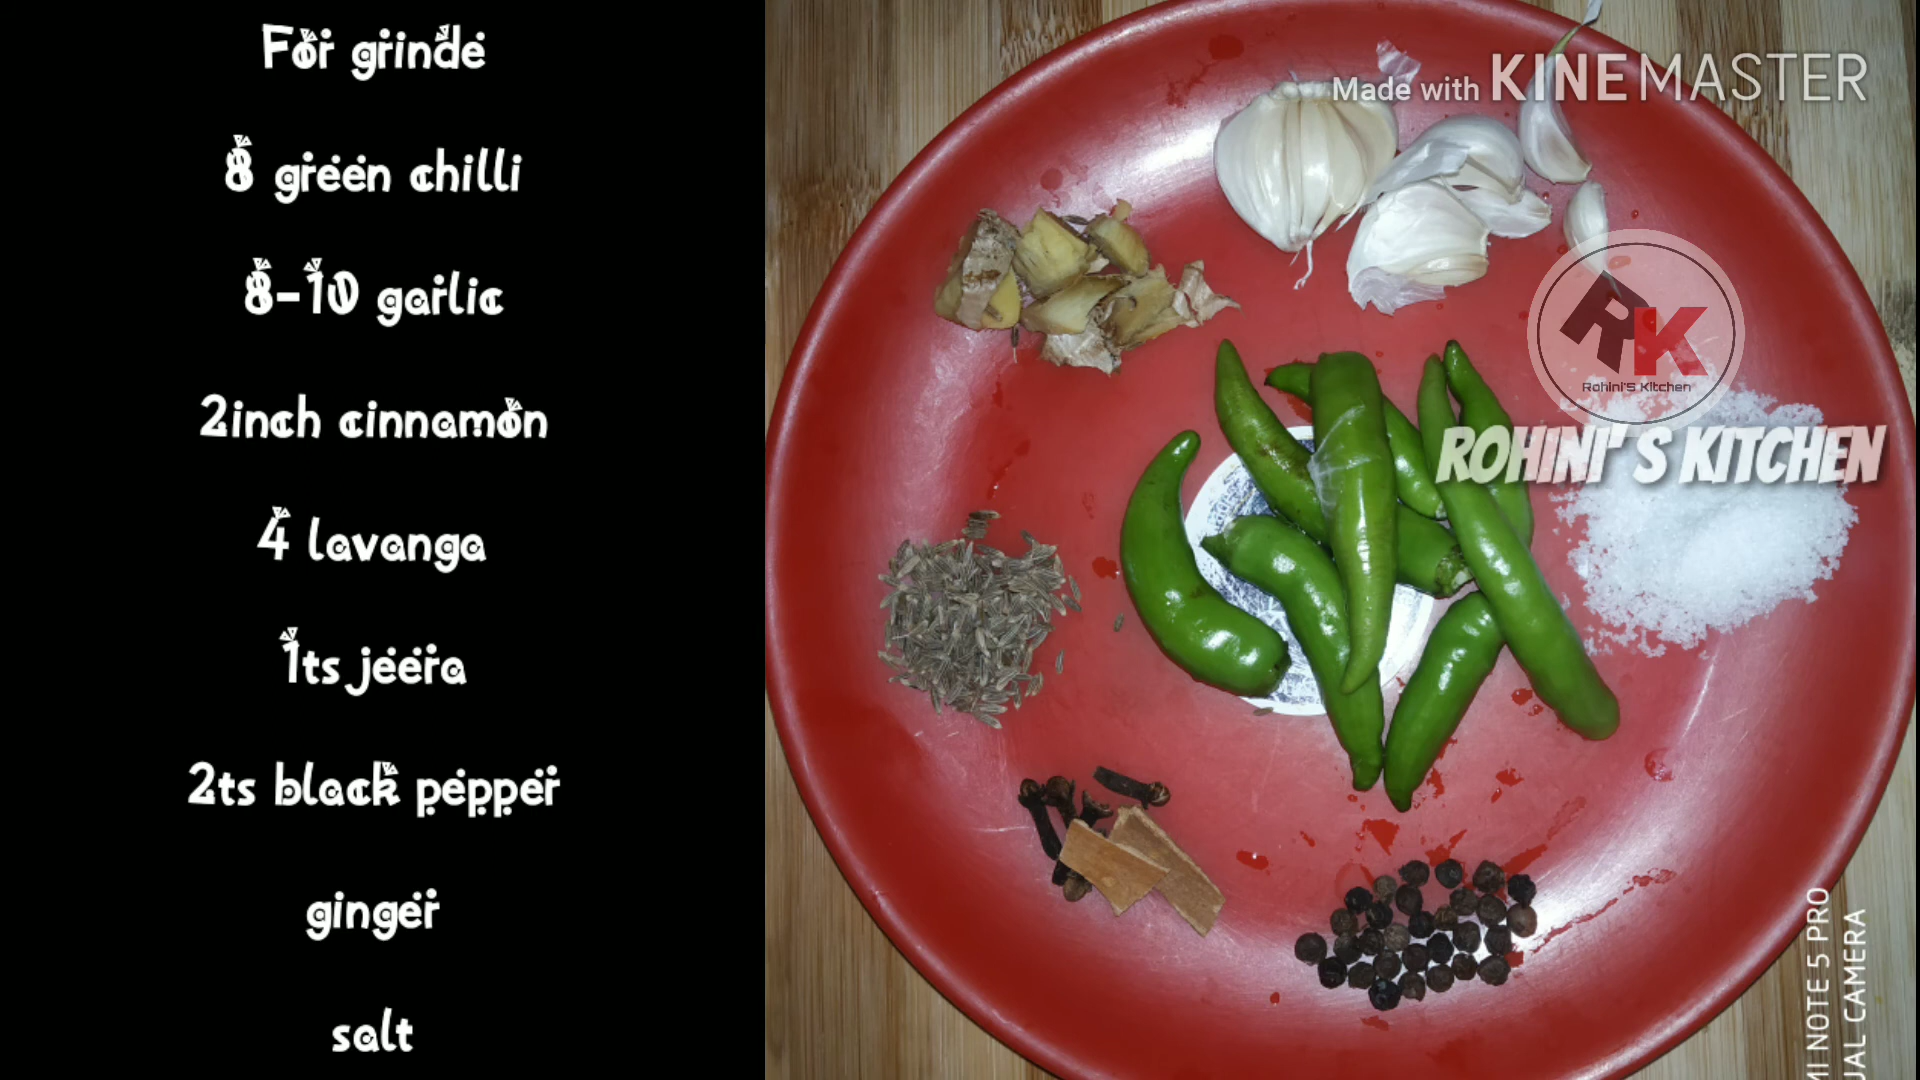 For grinde
8 green chilli
8-10 garlic
2inch cinnamon
4 lavanga
1ts jeera
2ts black pepper
ginger
salt
Made with KINEMASTER
RK
Rohini's Kitchen
ROHINI'S KITCHEN
MI NOTE 5 PRO
UAL CAMERA